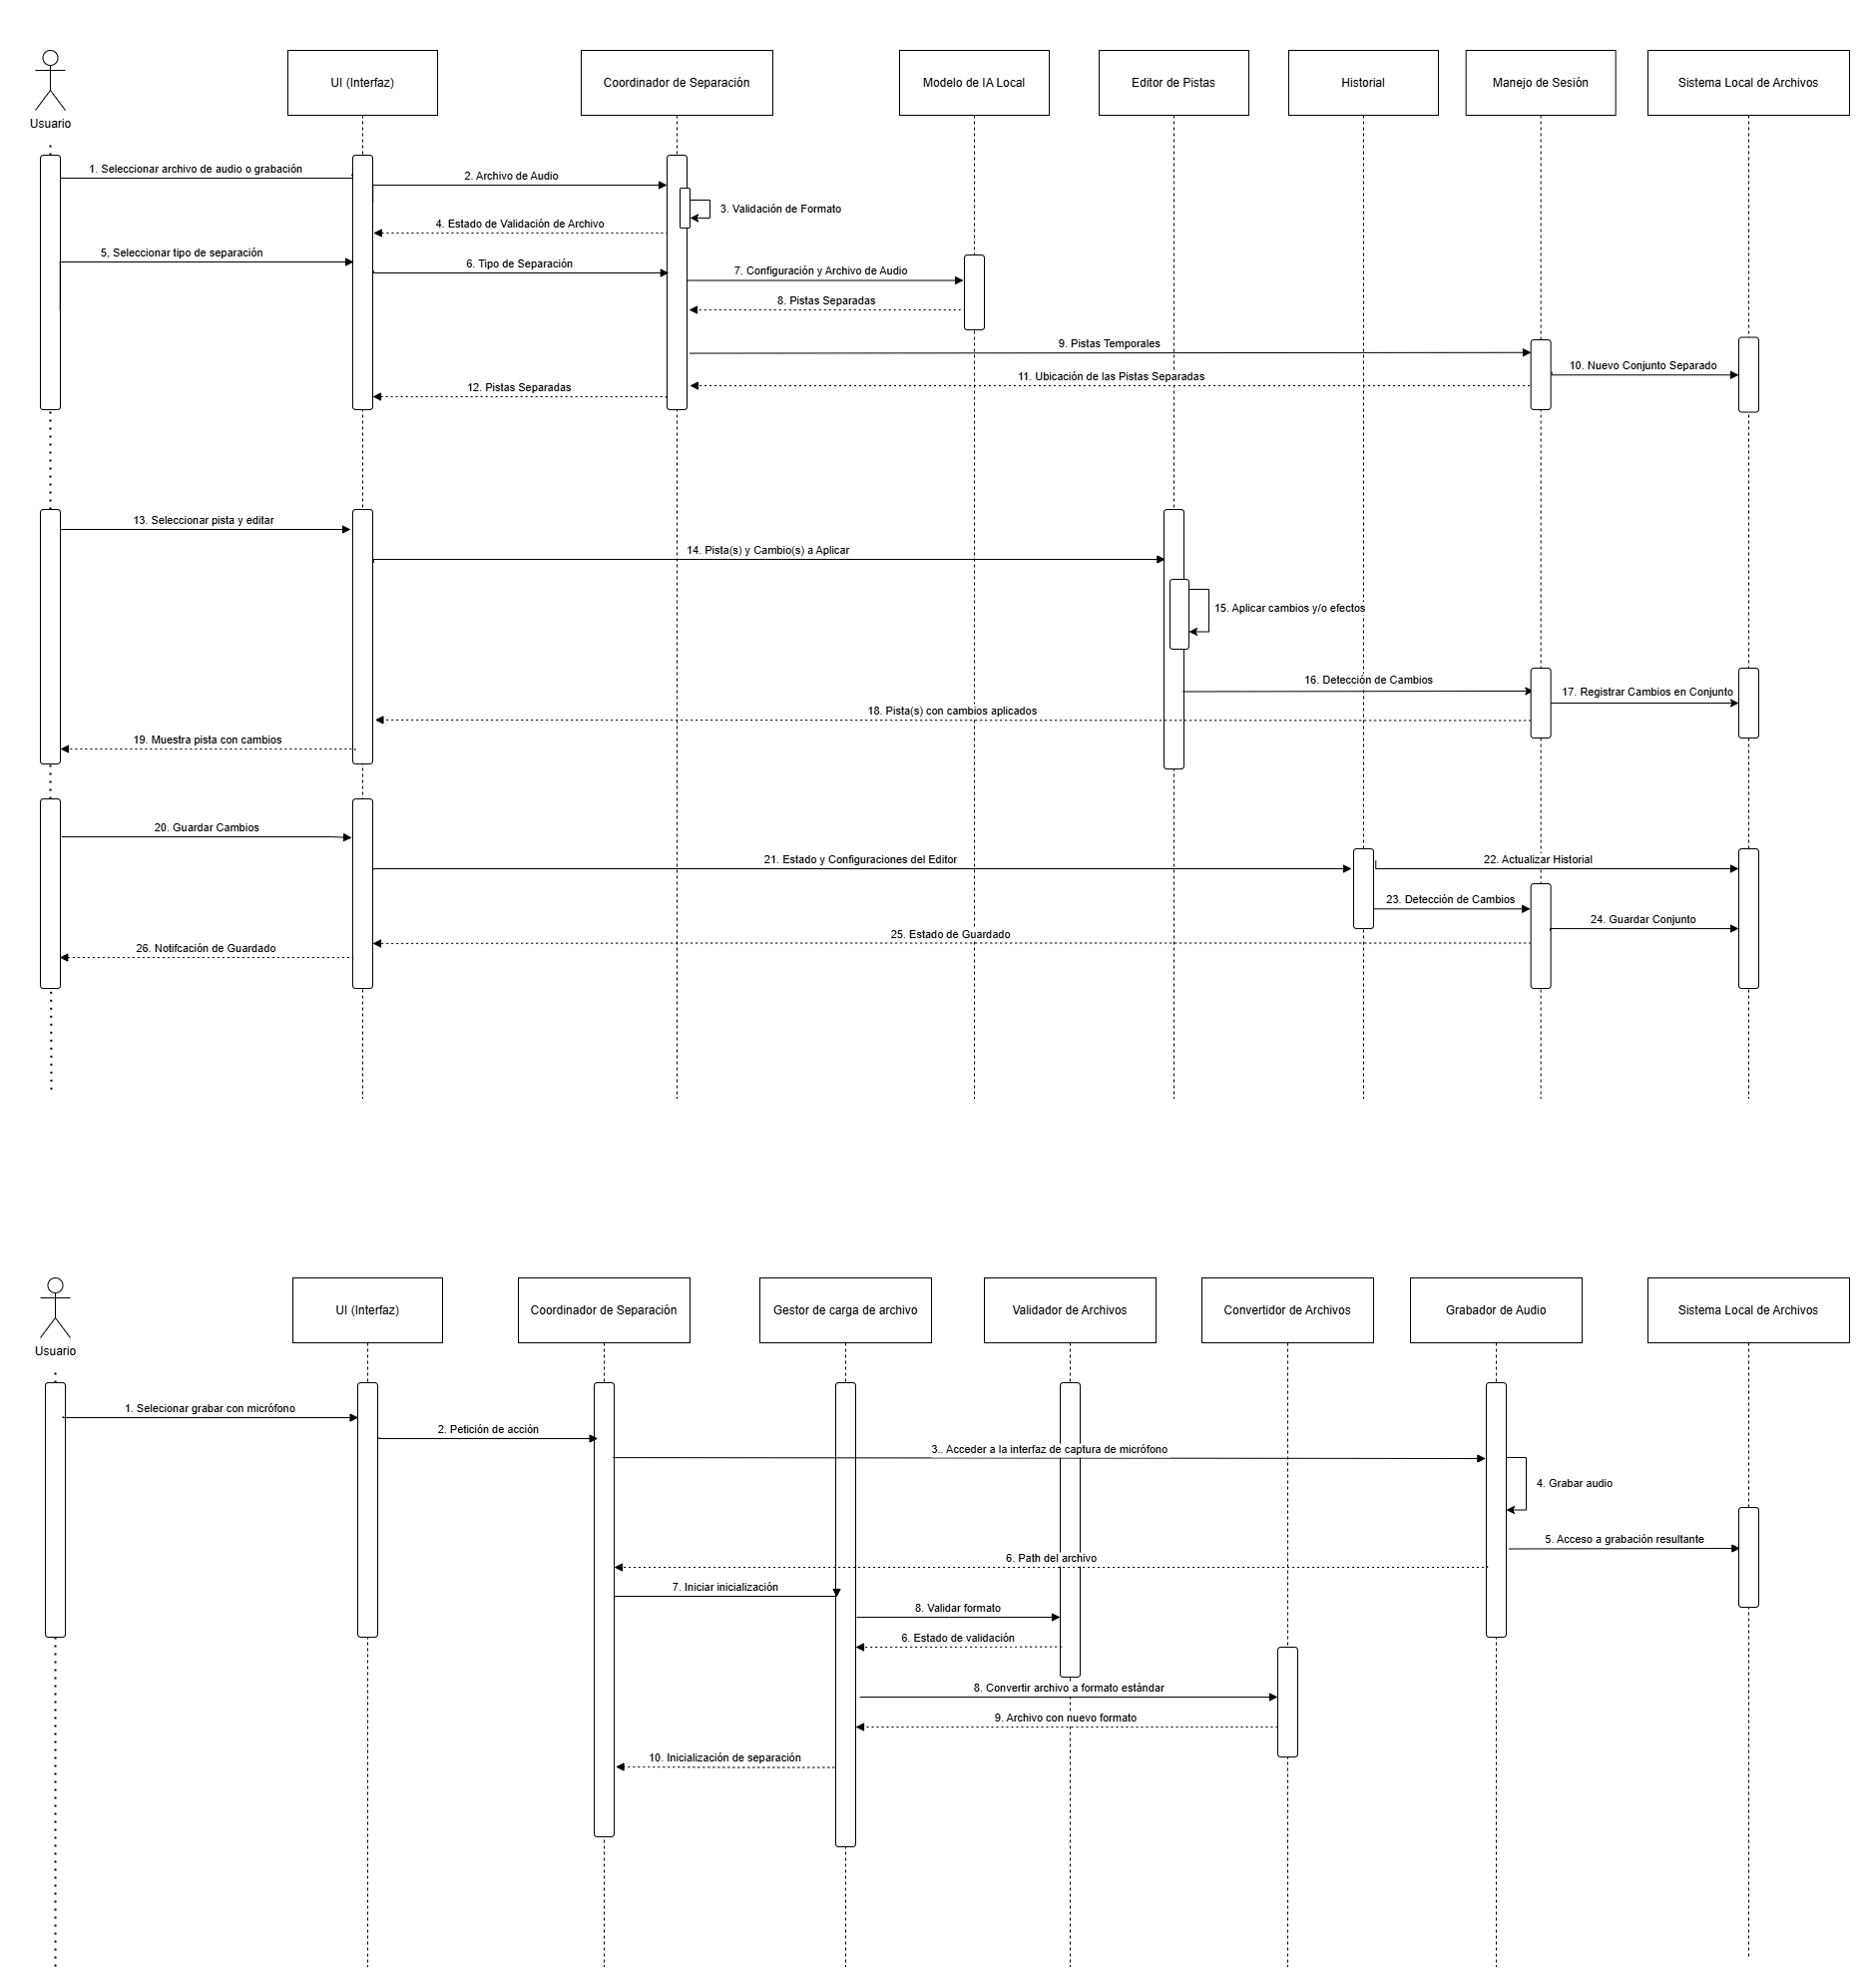 Usuario
UI (Interfaz)
Coordinador de Separación
Modelo de IA Local
Editor de Pistas
Historial
Manejo de Sesión
Sistema Local de Archivos
1. Seleccionar archivo de audio o grabación
2. Archivo de Audio
3. Validación de Formato
4. Estado de Validación de Archivo
5, Seleccionar tipo de separación
6. Tipo de Separación
7. Configuración y Archivo de Audio
8. Pistas Separadas
9. Pistas Temporales
10. Nuevo Conjunto Separado
11. Ubicación de las Pistas Separadas
12. Pistas Separadas
13. Seleccionar pista y editar
14. Pista(s) y Cambio(s) a Aplicar
15. Aplicar cambios y/o efectos
16. Detección de Cambios
17. Registrar Cambios en Conjunto
18. Pista(s) con cambios aplicados
19. Muestra pista con cambios
20. Guardar Cambios
21. Estado y Configuraciones del Editor
22. Actualizar Historial
23. Detección de Cambios
24. Guardar Conjunto
25. Estado de Guardado
26. Notifcación de Guardado
Usuario
UI (Interfaz)
Coordinador de Separación
Gestor de carga de archivo
Validador de Archivos
Convertidor de Archivos
Grabador de Audio
Sistema Local de Archivos
1. Selecionar grabar con micrófono
2. Petición de acción
3.. Acceder a la interfaz de captura de micrófono
4. Grabar audio
5. Acceso a grabación resultante
6. Path del archivo
7. Iniciar inicialización
8. Validar formato
6. Estado de validación
8. Convertir archivo a formato estándar
9. Archivo con nuevo formato
10. Inicialización de separación